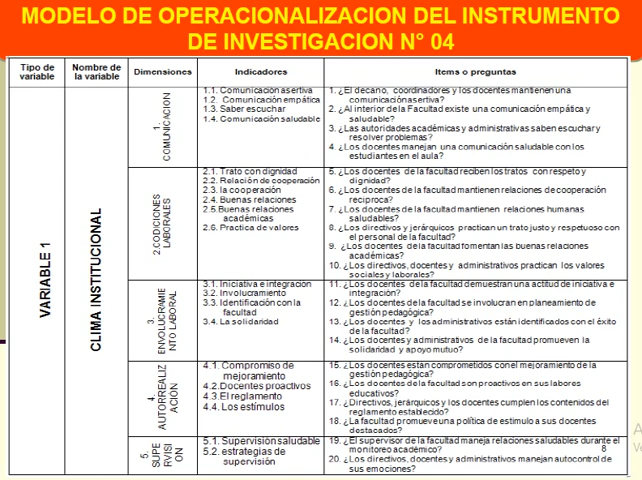 MODELO DE OPERACIONALIZACION DEL INSTRUMENTO
DE INVESTIGACION N° 04
Tipo de variable
Nombre de la variable
Dimensiones
Indicadores
Items o preguntas
VARIABLE 1
CLIMA INSTITUCIONAL
1.
COMUNICACION
1.1. Comunicación asertiva
1.2. Comunicación empática
1.3. Saber escuchar
1.4. Comunicación saludable
1. ¿El decano, coordinadores y los docentes mantienen una
comunicación asertiva?
2. ¿Al interior de la Facultad existe una comunicación empática y
saludable?
3. ¿Las autoridades académicas y administrativas saben escuchar y
resolver problemas?
4. ¿Los docentes manejan una comunicación saludable con los
estudiantes en el aula?
2.CODICIONES
LABORALES
2.1. Trato con dignidad
2.2. Relación de cooperación
2.3. la cooperación
2.4. Buenas relaciones
2.5.Buenas relaciones
académicas
2.6. Practica de valores
5. ¿Los docentes de la facultad reciben los tratos con respeto y
dignidad?
6. ¿Los docentes de la facultad mantienen relaciones de cooperación
reciproca?
7. ¿Los docentes de la facultad mantienen relaciones humanas
saludables?
8. ¿Los directivos y jerárquicos practican un trato justo y respetuoso con
el personal de la facultad?
9. ¿Los docentes de la facultad fomentan las buenas relaciones
académicas?
10. ¿Los directivos, docentes y administrativos practican los valores
sociales y laborales?
3.
ENVOLUCRAMIE
NTO LABORAL
3.1. Iniciativa e integración
3.2. Involucramiento
3.3. Identificación con la
facultad
3.4. La solidaridad
11. ¿Los docentes de la facultad demuestran una actitud de iniciativa e
integración?
12. ¿Los docentes de la facultad se involucran en planeamiento de
gestión pedagógica?
13. ¿Los docentes y los administrativos están identificados con el éxito
de la facultad?
14. ¿Los docentes y administrativos de la facultad promueven la
solidaridad y apoyo mutuo?
4.
AUTORREALIZ
ACIÓN
4.1. Compromiso de
mejoramiento
4.2.Docentes proactivos
4.3.El reglamento
4.4. Los estímulos
15. ¿Los docentes están comprometidos con el mejoramiento de la
gestión pedagógica?
16. ¿Los docentes de la facultad son proactivos en sus labores
educativos?
17. ¿Directivos, jerárquicos y los docentes cumplen los contenidos del
reglamento establecido?
18. ¿La facultad promueve una política de estimulo a sus docentes
destacados?
5.
SUPE
RVISI
ON
5.1. Supervisión saludable
5.2. estrategias de
supervisión
19. ¿El supervisor de la facultad maneja relaciones saludables durante el
monitoreo académico?
20. ¿Los directivos, docentes y administrativos manejan autocontrol de
sus emociones?
8